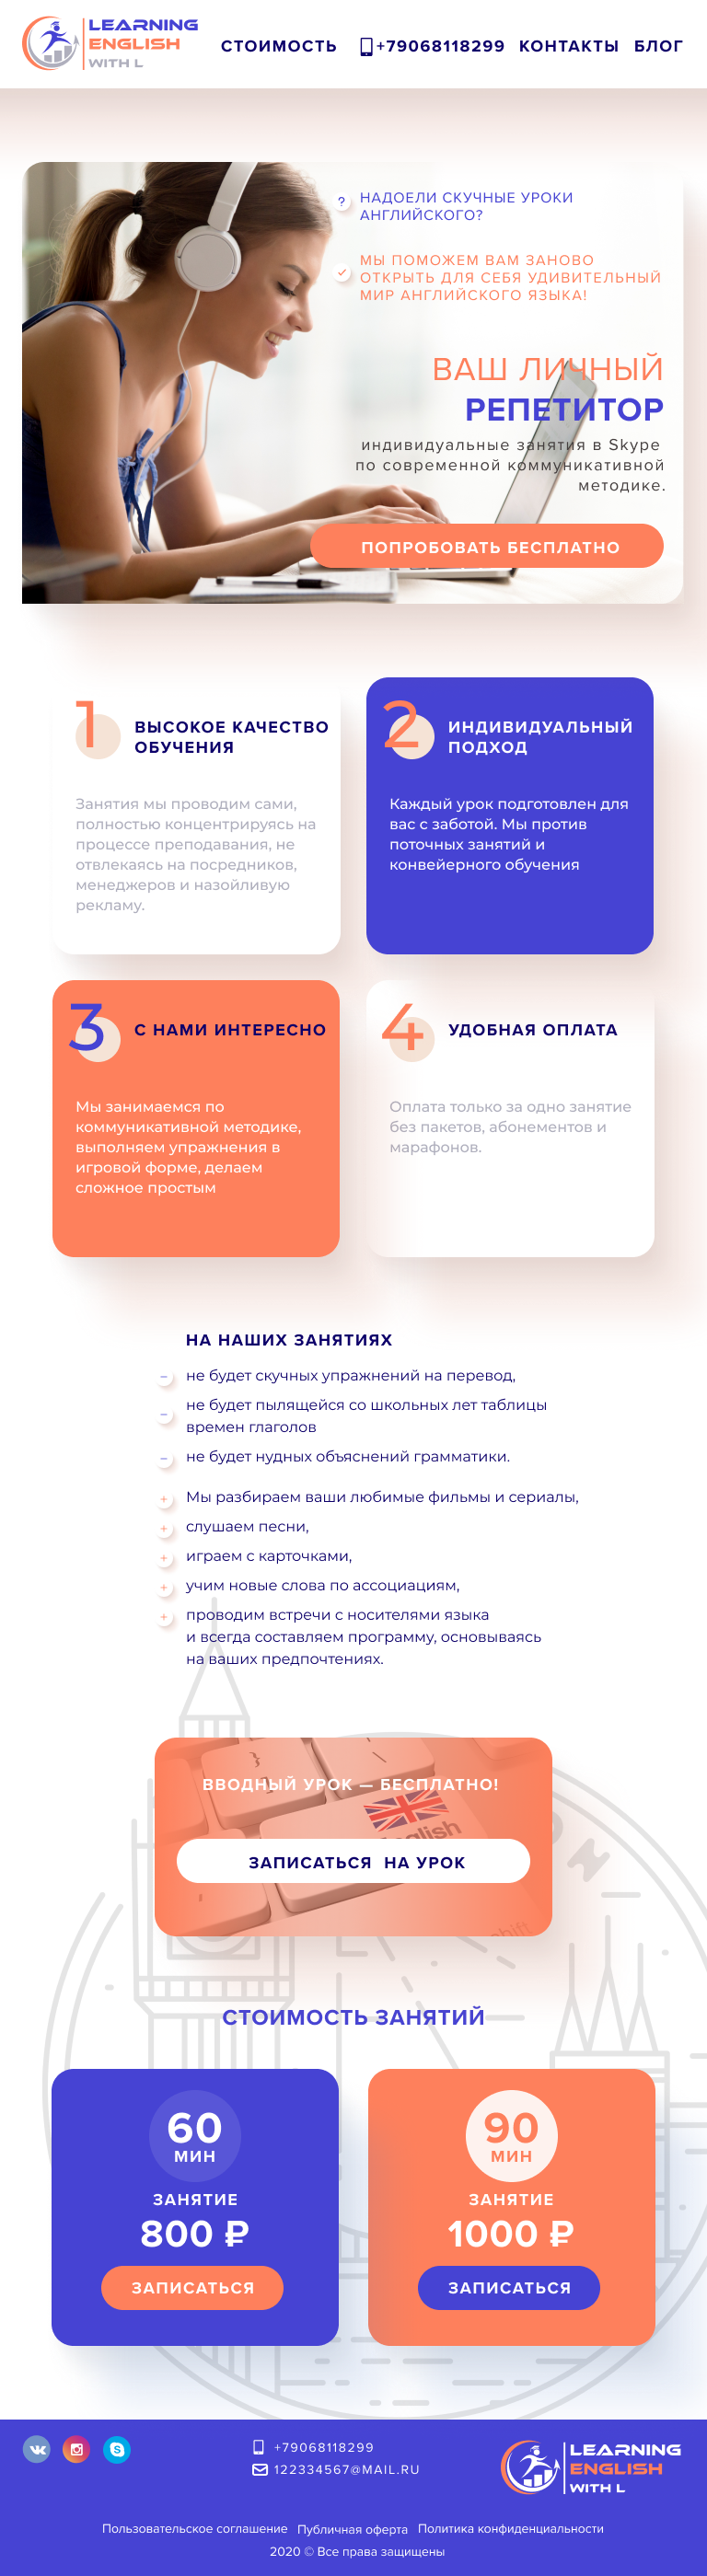 LEARNING
ENGLISH
WITH L
СТОИМОСТЬ +79068118299 КОНТАКТЫ БЛОГ
? НАДОЕЛИ СКУЧНЫЕ УРОКИ
АНГЛИЙСКОГО?
МЫ ПОМОЖЕМ ВАМ ЗАНОВО
ОТКРЫТЬ ДЛЯ СЕБЯ УДИВИТЕЛЬНЫЙ
МИР АНГЛИЙСКОГО ЯЗЫКА!
ВАШ ЛИЧНЫЙ
РЕПЕТИТОР
индивидуальные занятия в Skype
по современной коммуникативной
методике.
ПОПРОБОВАТЬ БЕСПЛАТНО
1 ВЫСОКОЕ КАЧЕСТВО
ОБУЧЕНИЯ
Занятия мы проводим сами,
полностью концентрируясь на
процессе преподавания, не
отвлекаясь на посредников,
менеджеров и назойливую
рекламу.
2 ИНДИВИДУАЛЬНЫЙ
ПОДХОД
Каждый урок подготовлен для
вас с заботой. Мы против
поточных занятий и
конвейерного обучения
3 С НАМИ ИНТЕРЕСНО
Мы занимаемся по
коммуникативной методике,
выполняем упражнения в
игровой форме, делаем
сложное простым
4 УДОБНАЯ ОПЛАТА
Оплата только за одно занятие
без пакетов, абонементов и
марафонов.
НА НАШИХ ЗАНЯТИЯХ
− не будет скучных упражнений на перевод,
− не будет пылящейся со школьных лет таблицы
времен глаголов
− не будет нудных объяснений грамматики.
+ Мы разбираем ваши любимые фильмы и сериалы,
+ слушаем песни,
+ играем с карточками,
+ учим новые слова по ассоциациям,
+ проводим встречи с носителями языка
и всегда составляем программу, основываясь
на ваших предпочтениях.
ВВОДНЫЙ УРОК — БЕСПЛАТНО!
ЗАПИСАТЬСЯ НА УРОК
shift
СТОИМОСТЬ ЗАНЯТИЙ
60
МИН
ЗАНЯТИЕ
800 ₽
ЗАПИСАТЬСЯ
90
МИН
ЗАНЯТИЕ
1000 ₽
ЗАПИСАТЬСЯ
+79068118299
122334567@MAIL.RU
LEARNING
ENGLISH
WITH L
Пользовательское соглашение Публичная оферта Политика конфиденциальности
2020 © Все права защищены